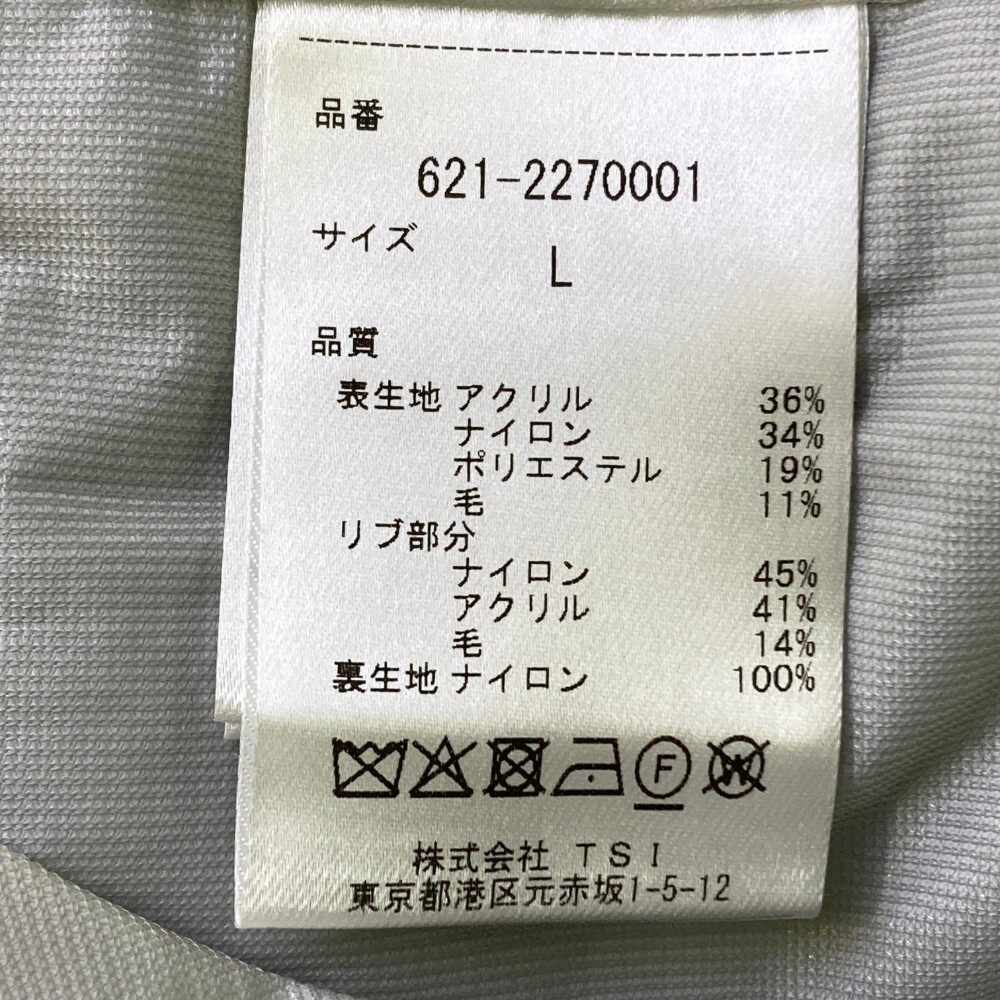 品番
621-2270001
サイズ
L
品質
表生地 アクリル 36%
ナイロン 34%
ポリエステル 19%
毛 11%
リブ部分
ナイロン 45%
アクリル 41%
毛 14%
裏生地 ナイロン 100%
F W
株式会社 TSI
東京都港区元赤坂1-5-12